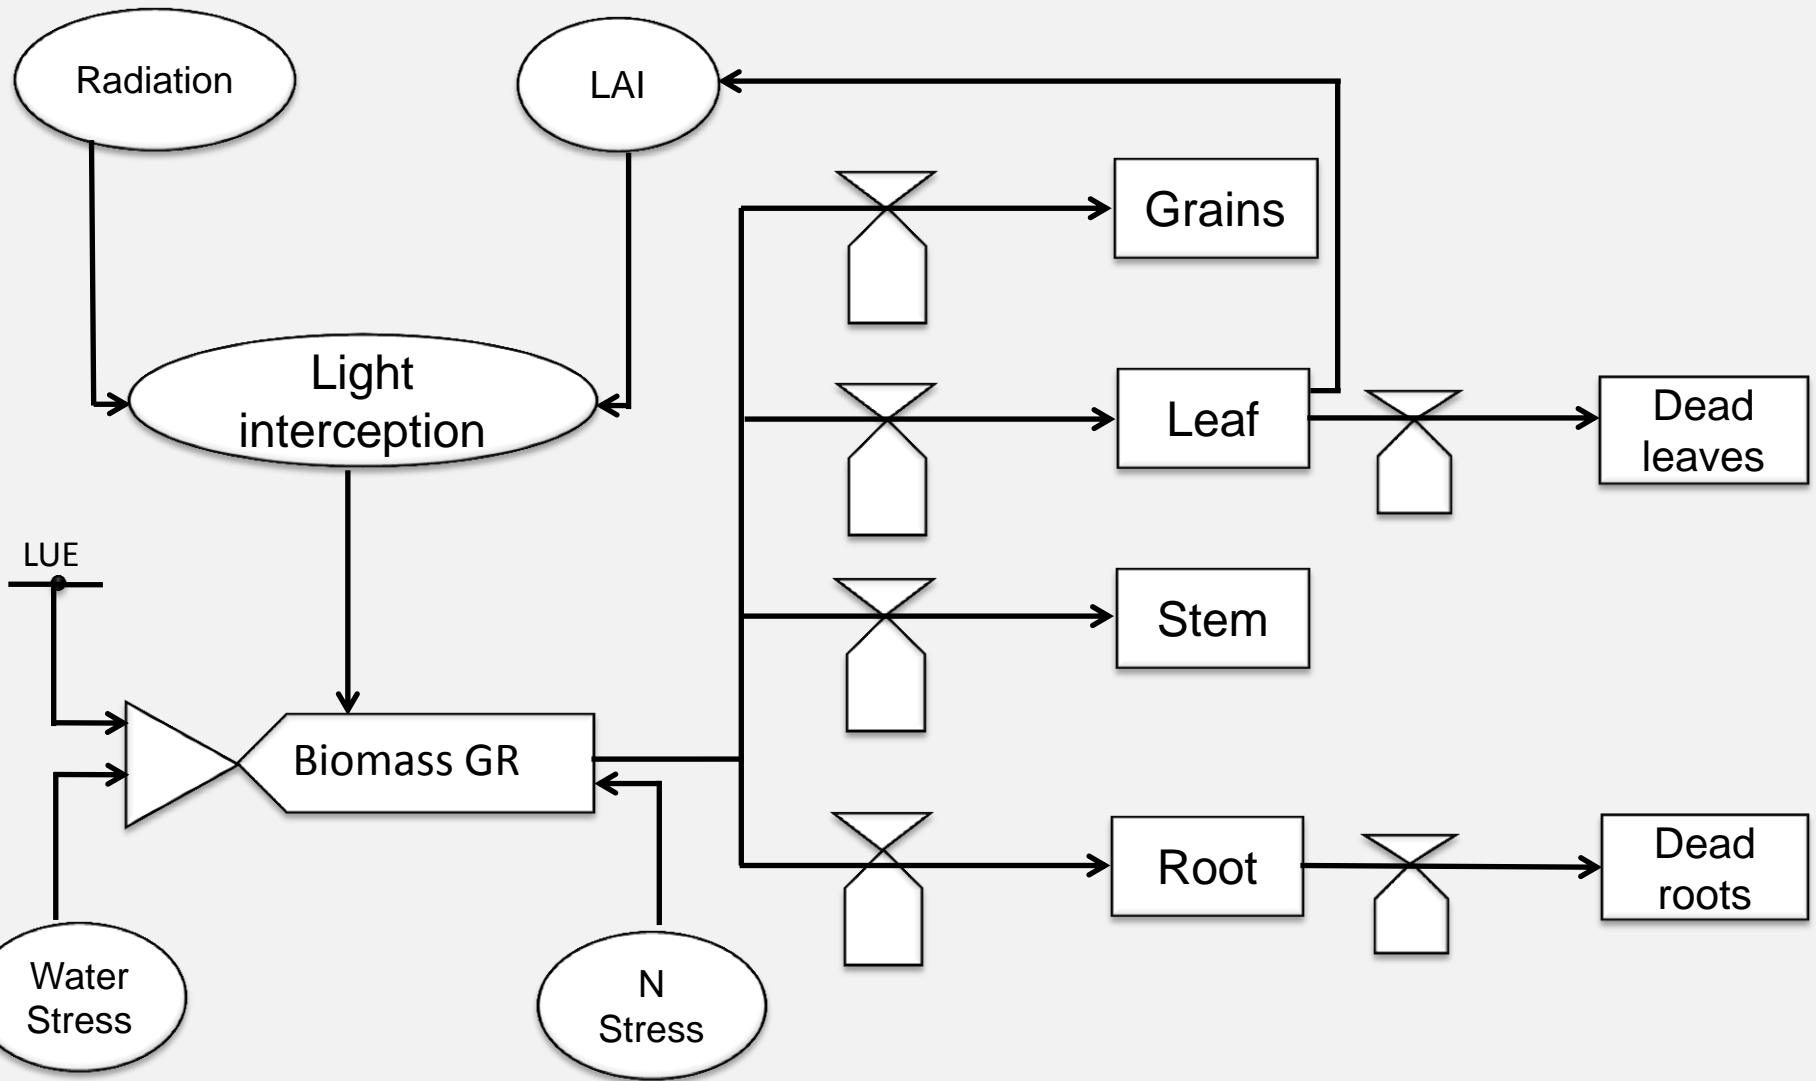 Radiation
LAI
Grains
Light
interception
Leaf
Dead
leaves
LUE
Stem
Biomass GR
Root
Dead
roots
Water
Stress
N
Stress